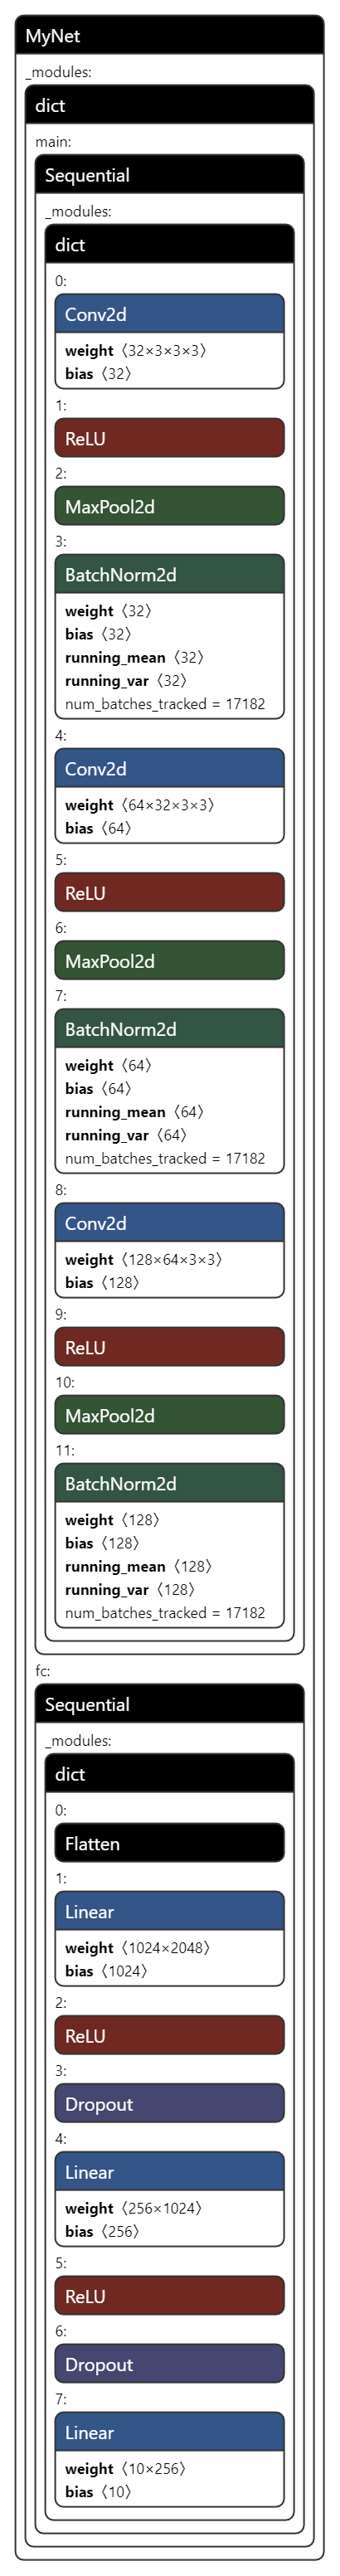 MyNet
_modules:
dict
main:
Sequential
_modules:
dict
0:
Conv2d
weight〈32×3×3×3〉
bias〈32〉
1:
ReLU
2:
MaxPool2d
3:
BatchNorm2d
weight〈32〉
bias〈32〉
running_mean〈32〉
running_var〈32〉
num_batches_tracked = 17182
4:
Conv2d
weight〈64×32×3×3〉
bias〈64〉
5:
ReLU
6:
MaxPool2d
7:
BatchNorm2d
weight〈64〉
bias〈64〉
running_mean〈64〉
running_var〈64〉
num_batches_tracked = 17182
8:
Conv2d
weight〈128×64×3×3〉
bias〈128〉
9:
ReLU
10:
MaxPool2d
11:
BatchNorm2d
weight〈128〉
bias〈128〉
running_mean〈128〉
running_var〈128〉
num_batches_tracked = 17182
fc:
Sequential
_modules:
dict
0:
Flatten
1:
Linear
weight〈1024×2048〉
bias〈1024〉
2:
ReLU
3:
Dropout
4:
Linear
weight〈256×1024〉
bias〈256〉
5:
ReLU
6:
Dropout
7:
Linear
weight〈10×256〉
bias〈10〉